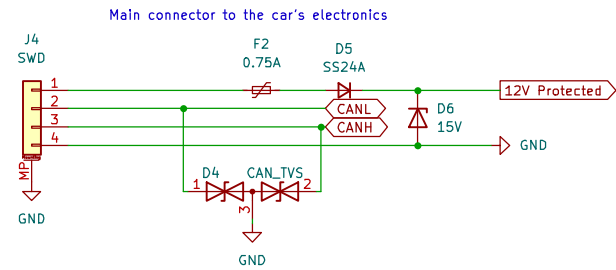 Main connector to the car's electronics
J4
SWD
F2
0.75A
D5
SS24A
1
2
3
4
12V Protected
CANL
CANH
D6
15V
GND
MP
GND
D4
CAN_TVS
1
2
3
GND